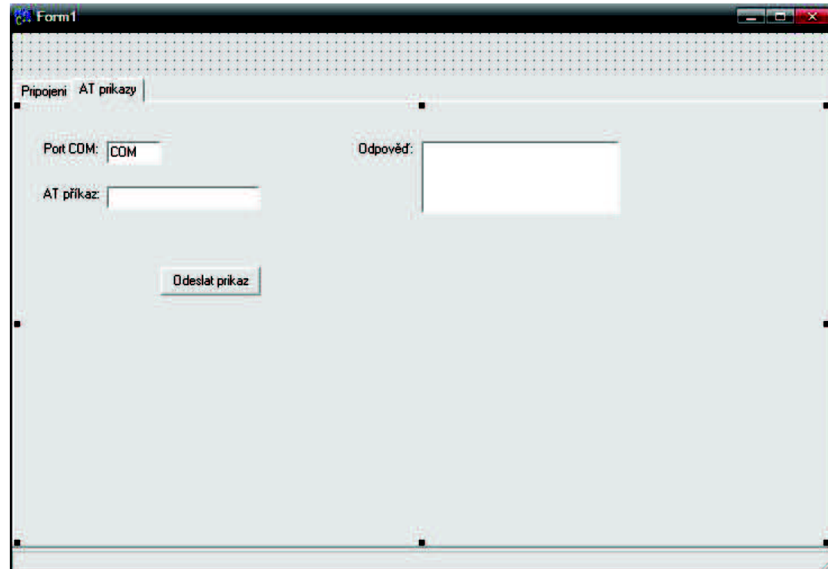 Form1
Pripojeni AT prikazy
Port COM: COM
Odpověď:
AT příkaz:
Odeslat prikaz